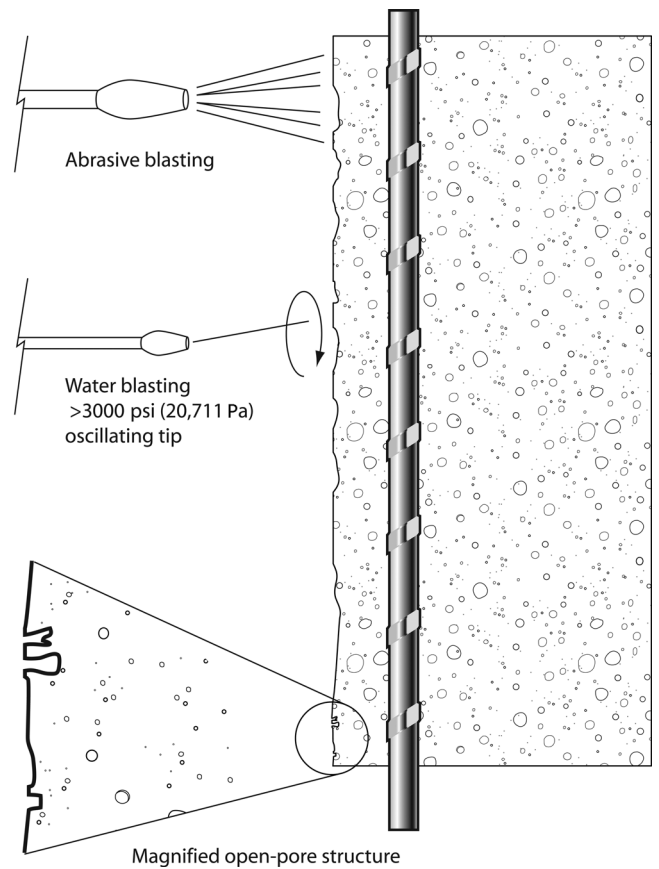 Abrasive blasting
Water blasting
>3000 psi (20,711 Pa)
oscillating tip
Magnified open-pore structure